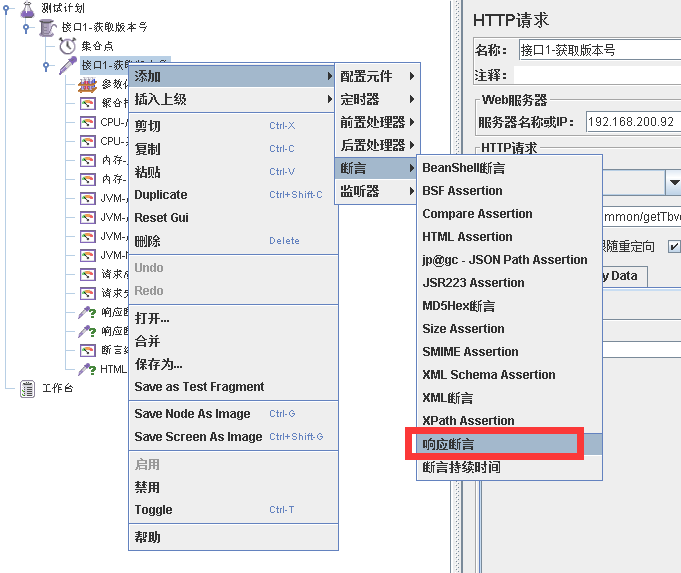 测试计划
接口1-获取版本号
集合点
接口1-获取
参数
聚合
CPU-
CPU-
内存-
内存-
JVM-
JVM-
JVM-
JVM-
请求
请求
响应断
响应断
断言
HTML
工作台
添加
插入上级
剪切 Ctrl-X
复制 Ctrl-C
粘贴 Ctrl-V
Duplicate Ctrl+Shift-C
Reset Gui
删除 Delete
Undo
Redo
打开...
合并
保存为...
Save as Test Fragment
Save Node As Image Ctrl-G
Save Screen As Image Ctrl+Shift-G
启用
禁用
Toggle Ctrl-T
帮助
配置元件
定时器
前置处理器
后置处理器
断言
监听器
BeanShell断言
BSF Assertion
Compare Assertion
HTML Assertion
jp@gc - JSON Path Assertion
JSR223 Assertion
MD5Hex断言
Size Assertion
SMIME Assertion
XML Schema Assertion
XML断言
XPath Assertion
响应断言
断言持续时间
HTTP请求
名称： 接口1-获取版本号
注释：
Web服务器
服务器名称或IP： 192.168.200.92
HTTP请求
mmon/getTbv
随重定向
y Data